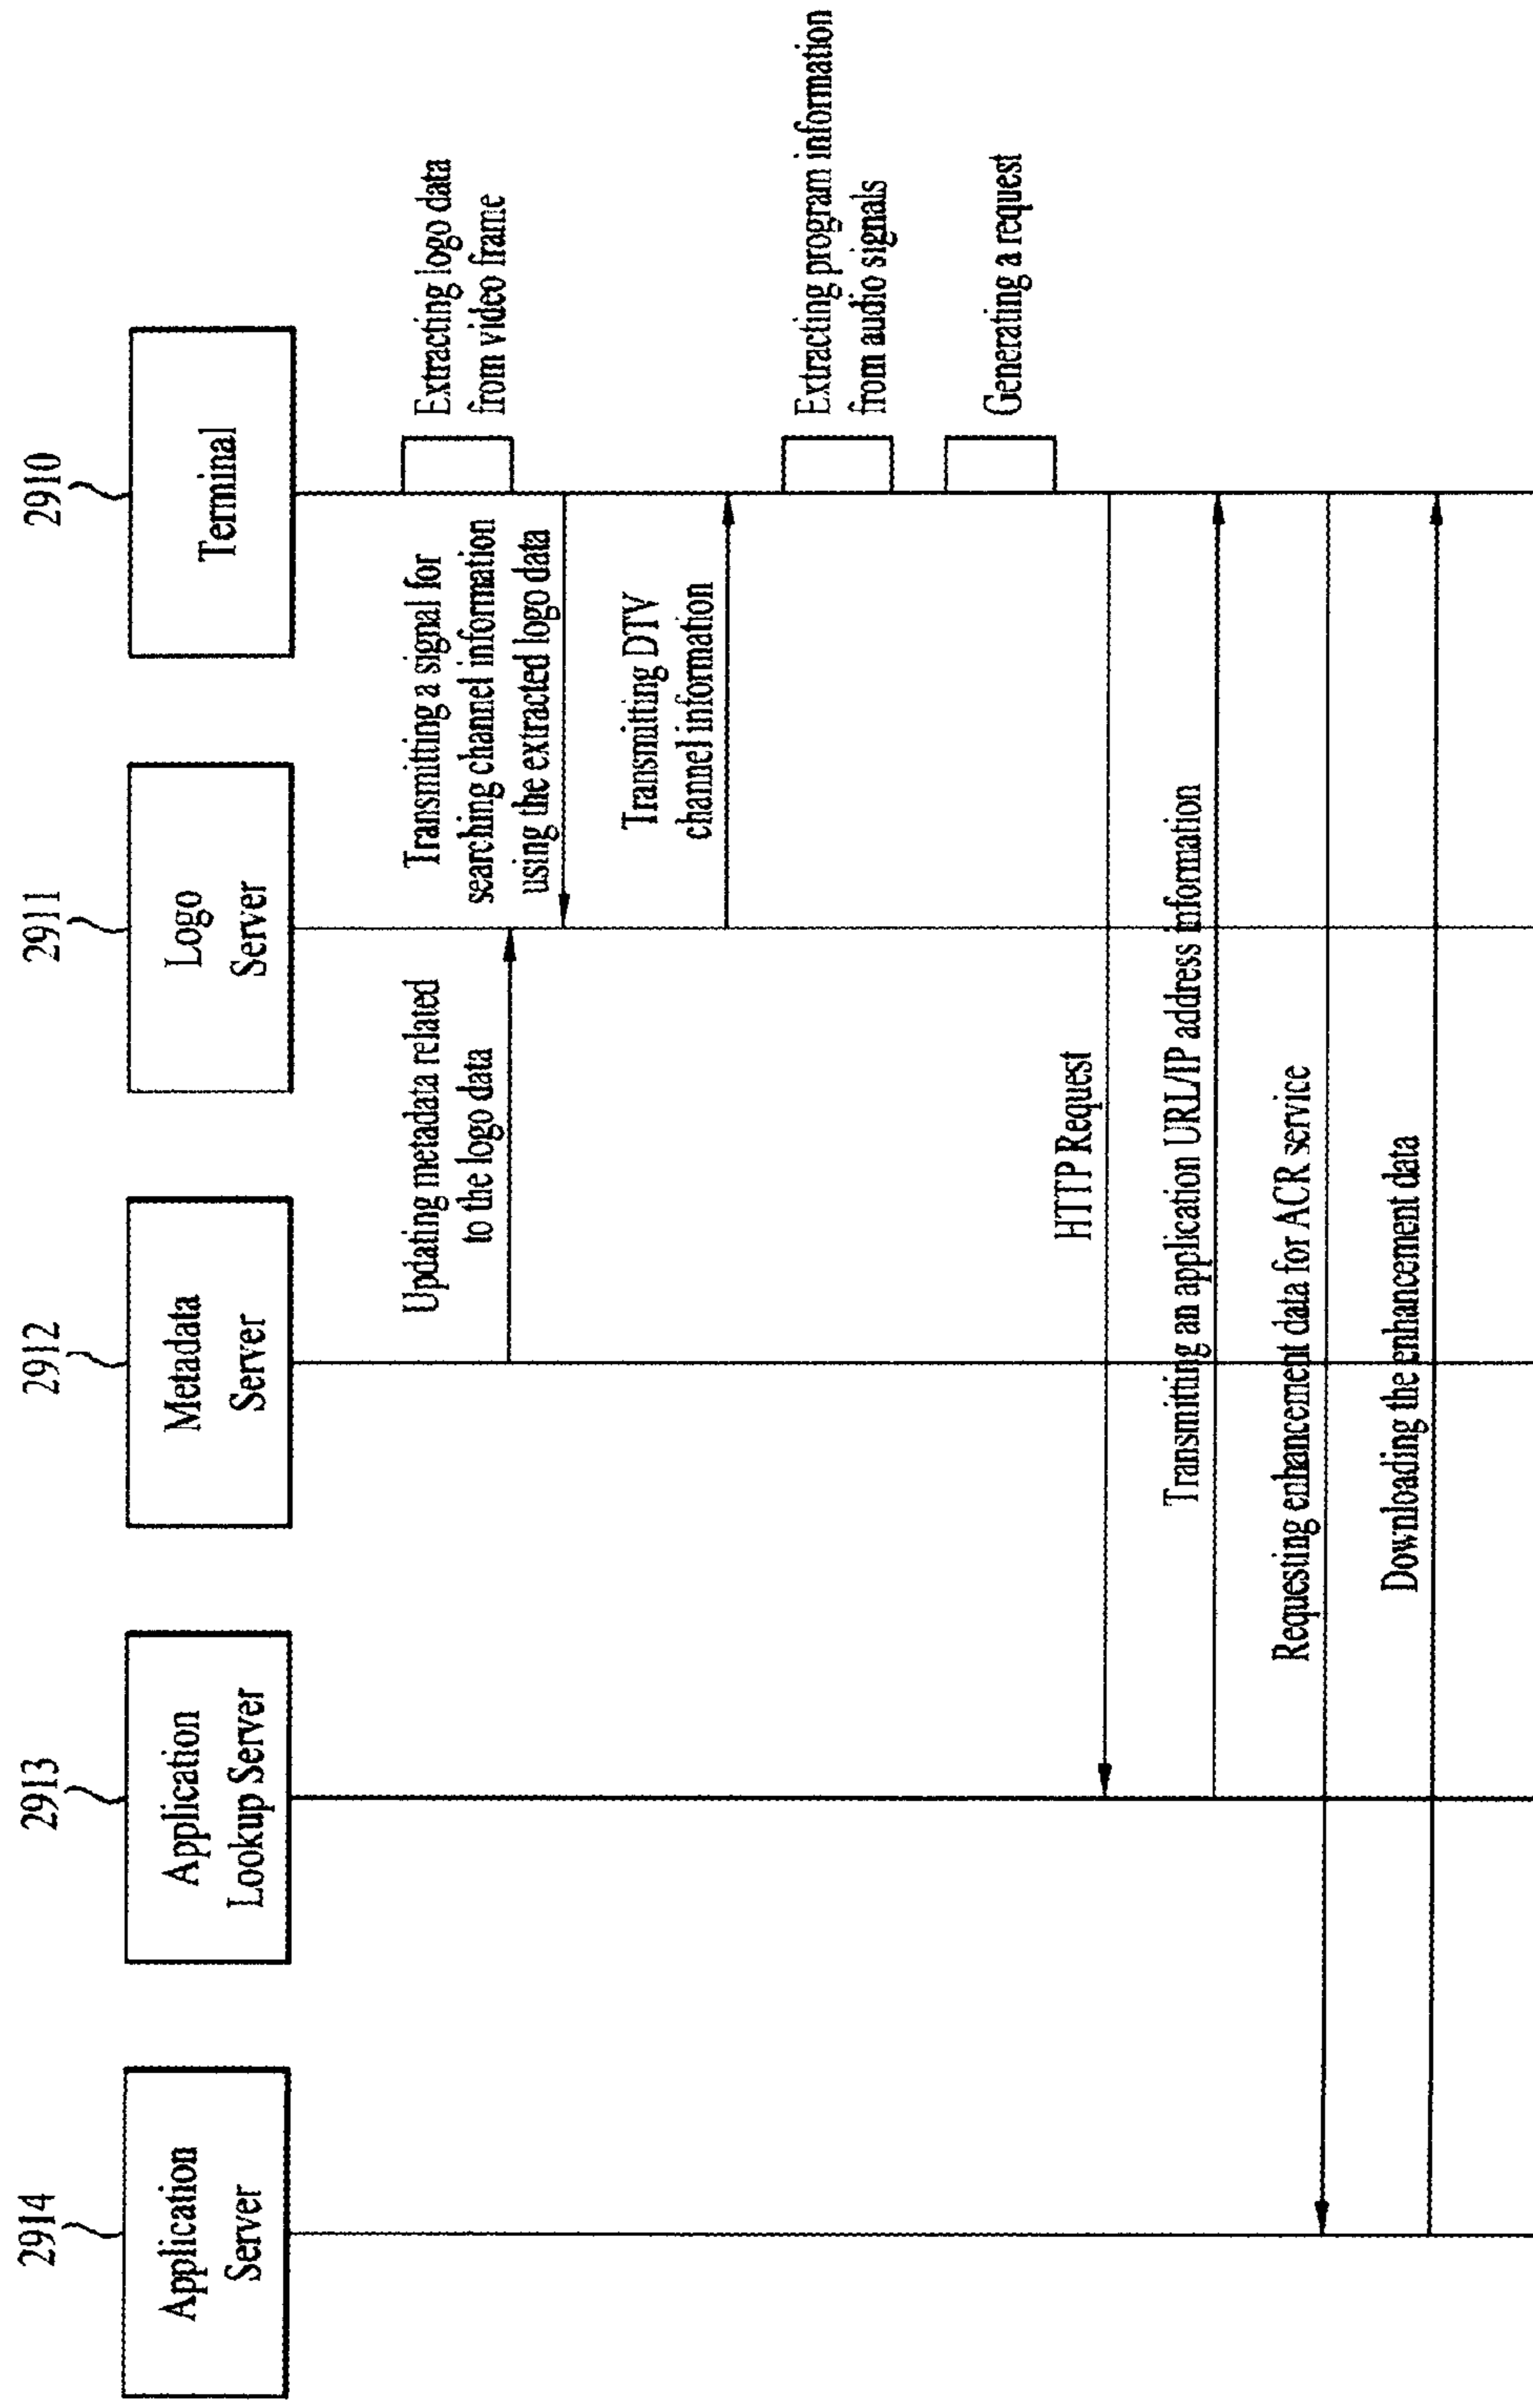 2914
2913
2912
2911
2910
Application
Server
Application
Lookup Server
Metadata
Server
Logo
Server
Terminal
Updating metadata related
to the logo data
Transmitting a signal for
searching channel information
using the extracted logo data
Extracting logo data
from video frame
Transmitting DTV
channel information
Extracting program information
from audio signals
Generating a request
HTTP Request
Transmitting an application URL/IP address information
Requesting enhancement data for ACR service
Downloading the enhancement data